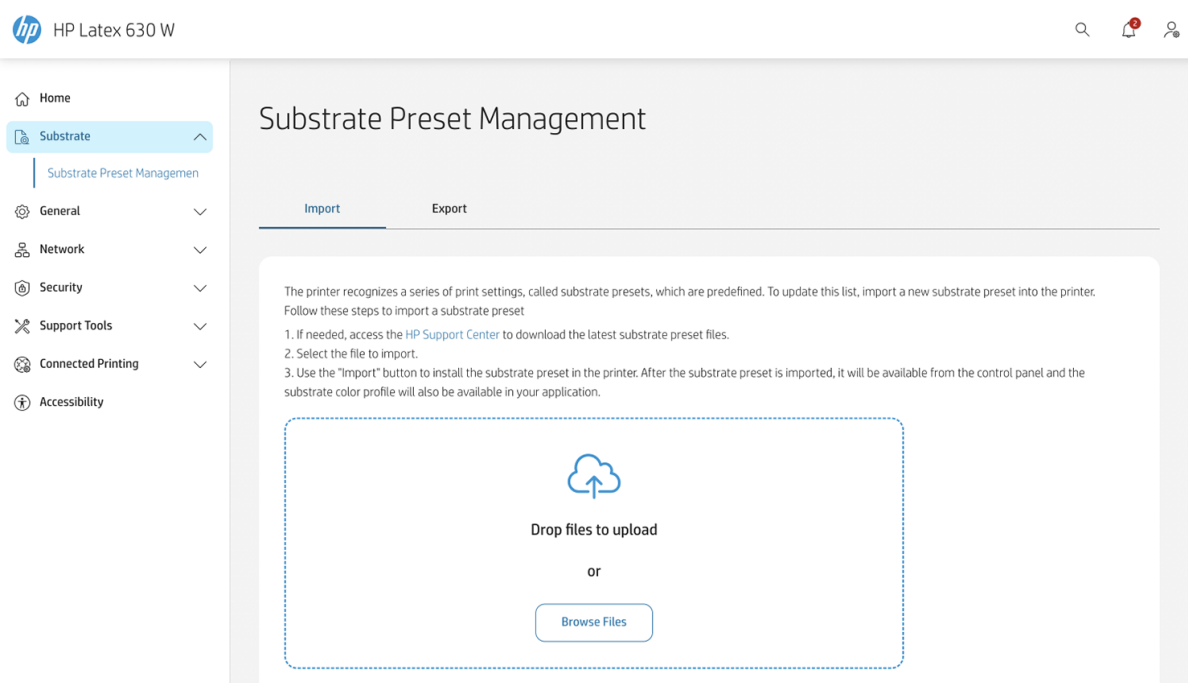 hp HP Latex 630 W
2
Home
Substrate
Substrate Preset Managemen
General
Network
Security
Support Tools
Connected Printing
Accessibility
Substrate Preset Management
Import Export
The printer recognizes a series of print settings, called substrate presets, which are predefined. To update this list, import a new substrate preset into the printer.
Follow these steps to import a substrate preset
1. If needed, access the HP Support Center to download the latest substrate preset files.
2. Select the file to import.
3. Use the "Import" button to install the substrate preset in the printer. After the substrate preset is imported, it will be available from the control panel and the
substrate color profile will also be available in your application.
Drop files to upload
or
Browse Files